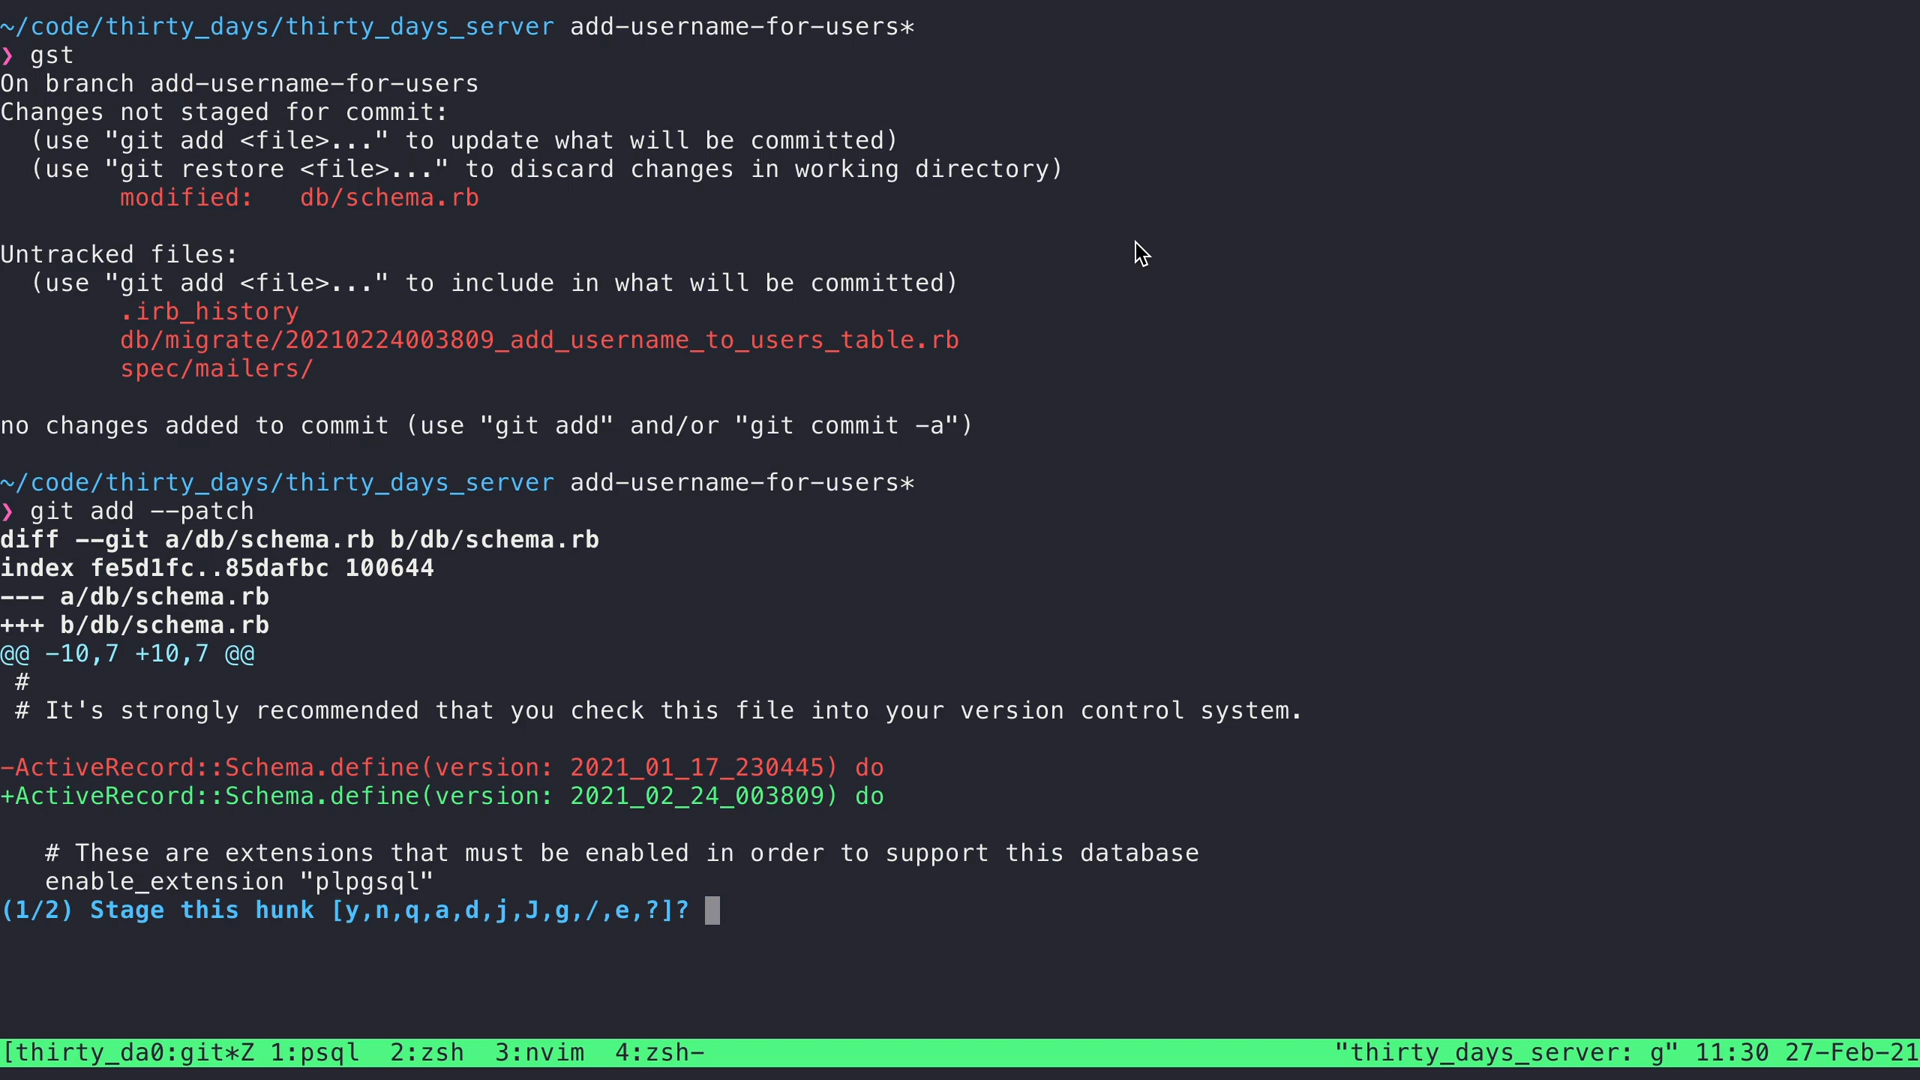 ~/code/thirty_days/thirty_days_server add-username-for-users*
❯ gst
On branch add-username-for-users
Changes not staged for commit:
  (use "git add <file>..." to update what will be committed)
  (use "git restore <file>..." to discard changes in working directory)
        modified:   db/schema.rb

Untracked files:
  (use "git add <file>..." to include in what will be committed)
        .irb_history
        db/migrate/20210224003809_add_username_to_users_table.rb
        spec/mailers/

no changes added to commit (use "git add" and/or "git commit -a")

~/code/thirty_days/thirty_days_server add-username-for-users*
❯ git add --patch
diff --git a/db/schema.rb b/db/schema.rb
index fe5d1fc..85dafbc 100644
--- a/db/schema.rb
+++ b/db/schema.rb
@@ -10,7 +10,7 @@
 #
 # It's strongly recommended that you check this file into your version control system.

-ActiveRecord::Schema.define(version: 2021_01_17_230445) do
+ActiveRecord::Schema.define(version: 2021_02_24_003809) do

   # These are extensions that must be enabled in order to support this database
   enable_extension "plpgsql"
(1/2) Stage this hunk [y,n,q,a,d,j,J,g,/,e,?]?
[thirty_da0:git*Z 1:psql  2:zsh  3:nvim  4:zsh-    "thirty_days_server: g" 11:30 27-Feb-21